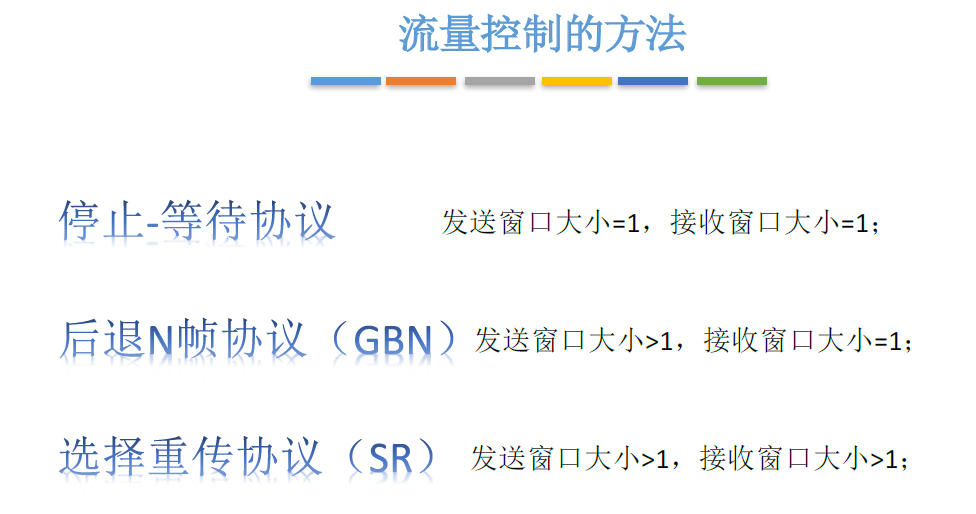 流量控制的方法
停止-等待协议 发送窗口大小=1，接收窗口大小=1；
后退N帧协议（GBN）发送窗口大小>1，接收窗口大小=1；
选择重传协议（SR） 发送窗口大小>1，接收窗口大小>1；